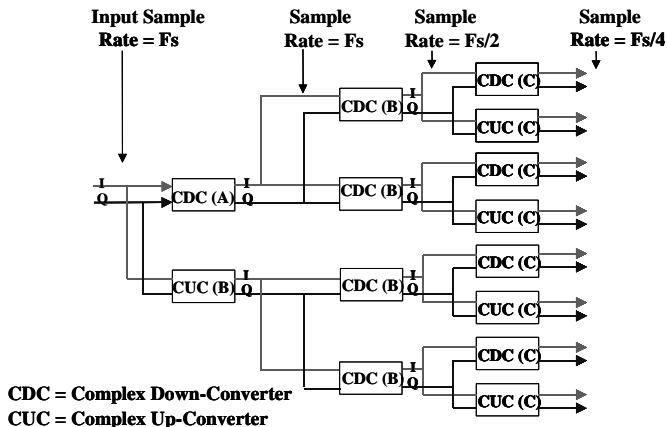 Input Sample
Rate = Fs
Sample
Rate = Fs
Sample
Rate = Fs/2
Sample
Rate = Fs/4
I
Q
CDC (A)
I
Q
CUC (B)
I
Q
CDC (B)
I
Q
CDC (B)
I
Q
CDC (B)
I
Q
CDC (B)
I
Q
CDC (C)
CUC (C)
CDC (C)
CUC (C)
CDC (C)
CUC (C)
CDC (C)
CUC (C)
CDC = Complex Down-Converter
CUC = Complex Up-Converter